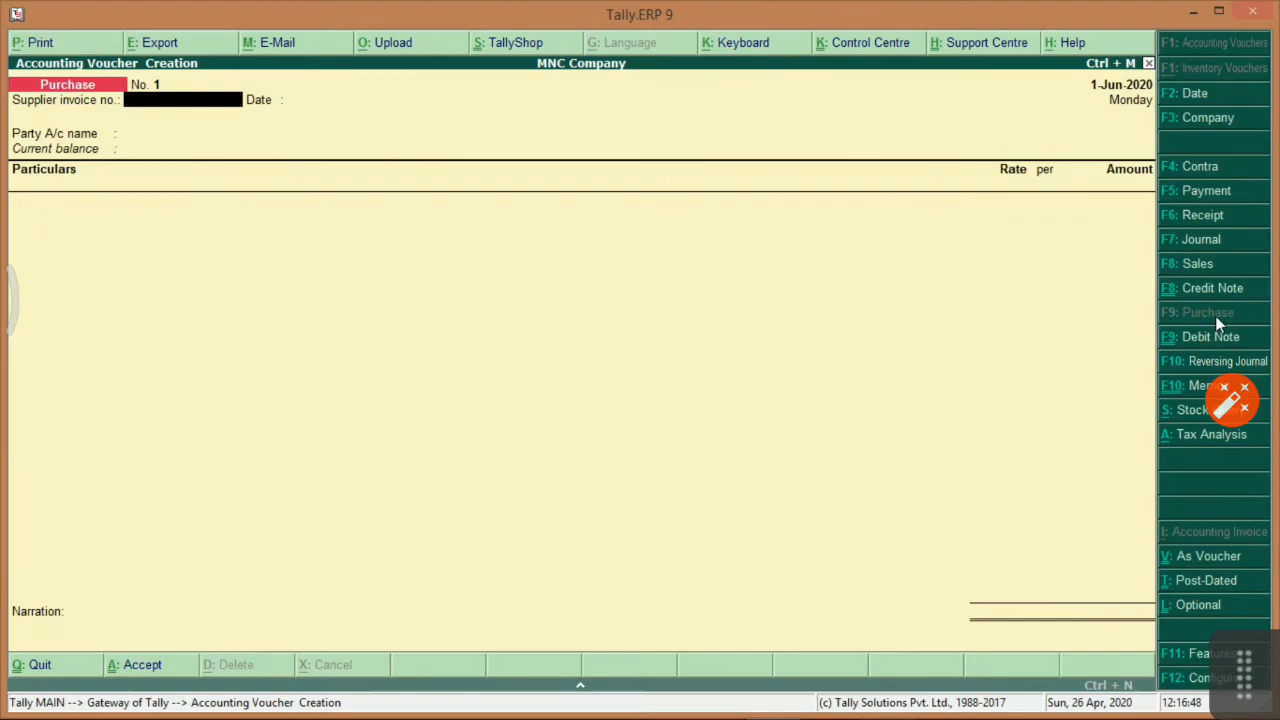 Tally.ERP 9
P: Print E: Export M: E-Mail O: Upload S: TallyShop G: Language K: Keyboard K: Control Centre H: Support Centre H: Help
Accounting Voucher Creation MNC Company Ctrl + M
Purchase No. 1 1-Jun-2020
Supplier invoice no.: Date : Monday
Party A/c name :
Current balance :
Particulars Rate per Amount
Narration:
F1: Accounting Vouchers
F1: Inventory Vouchers
F2: Date
F3: Company
F4: Contra
F5: Payment
F6: Receipt
F7: Journal
F8: Sales
F8: Credit Note
F9: Purchase
F9: Debit Note
F10: Reversing Journal
F10:
S: Stock
A: Tax Analysis
I: Accounting Invoice
V: As Voucher
T: Post-Dated
L: Optional
F11:
F12:
Q: Quit A: Accept D: Delete X: Cancel
Ctrl + N
Tally MAIN --> Gateway of Tally --> Accounting Voucher Creation (c) Tally Solutions Pvt. Ltd., 1988-2017 Sun, 26 Apr, 2020 12:16:48